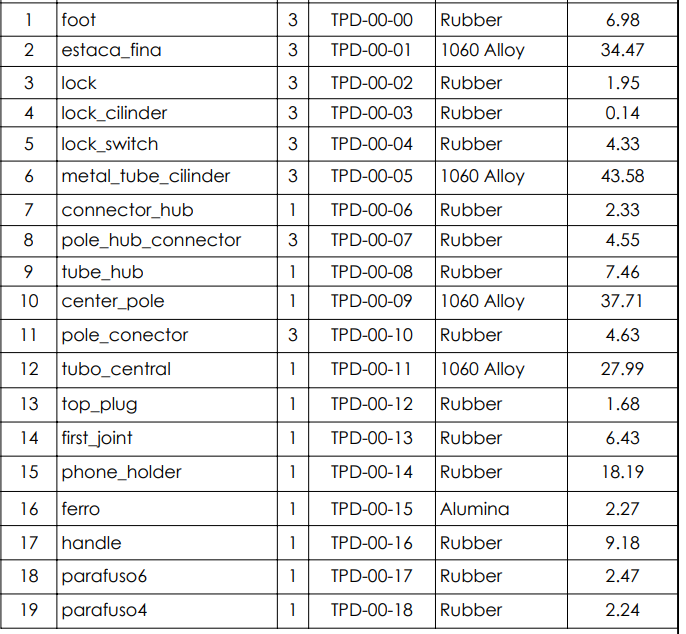 1 foot 3 TPD-00-00 Rubber 6.98
2 estaca_fina 3 TPD-00-01 1060 Alloy 34.47
3 lock 3 TPD-00-02 Rubber 1.95
4 lock_cilinder 3 TPD-00-03 Rubber 0.14
5 lock_switch 3 TPD-00-04 Rubber 4.33
6 metal_tube_cilinder 3 TPD-00-05 1060 Alloy 43.58
7 connector_hub 1 TPD-00-06 Rubber 2.33
8 pole_hub_connector 3 TPD-00-07 Rubber 4.55
9 tube_hub 1 TPD-00-08 Rubber 7.46
10 center_pole 1 TPD-00-09 1060 Alloy 37.71
11 pole_conector 3 TPD-00-10 Rubber 4.63
12 tubo_central 1 TPD-00-11 1060 Alloy 27.99
13 top_plug 1 TPD-00-12 Rubber 1.68
14 first_joint 1 TPD-00-13 Rubber 6.43
15 phone_holder 1 TPD-00-14 Rubber 18.19
16 ferro 1 TPD-00-15 Alumina 2.27
17 handle 1 TPD-00-16 Rubber 9.18
18 parafuso6 1 TPD-00-17 Rubber 2.47
19 parafuso4 1 TPD-00-18 Rubber 2.24